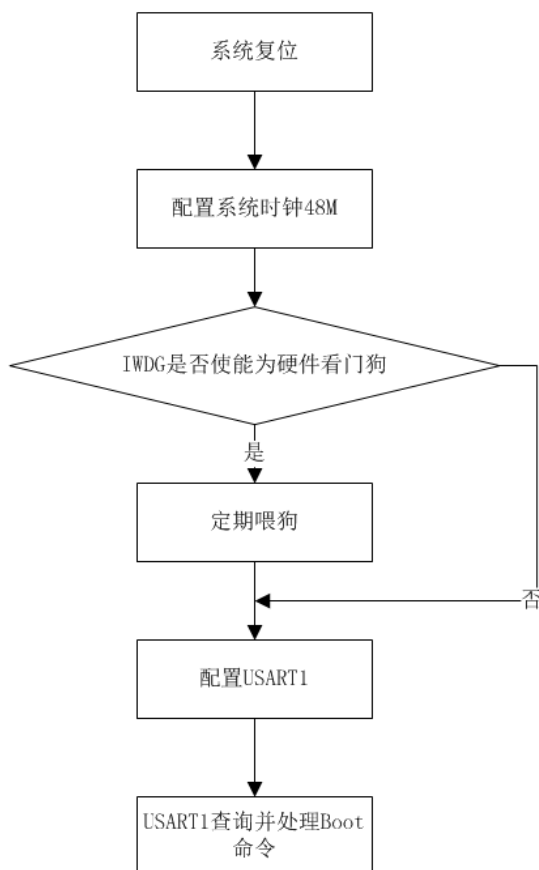 系统复位
配置系统时钟48M
IWDG是否使能为硬件看门狗
是
定期喂狗
否
配置USART1
USART1查询并处理Boot
命令